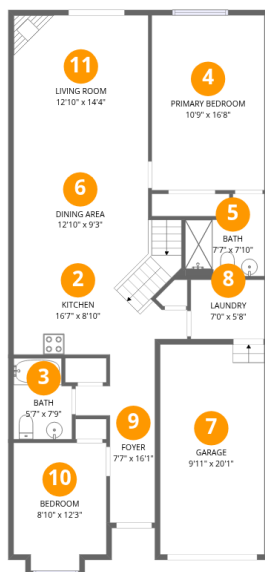 11
LIVING ROOM
12'10" x 14'4"
4
PRIMARY BEDROOM
10'9" x 16'8"
6
DINING AREA
12'10" x 9'3"
5
BATH
7'7" x 7'10"
2
KITCHEN
16'7" x 8'10"
8
LAUNDRY
7'0" x 5'8"
3
BATH
5'7" x 7'9"
9
FOYER
7'7" x 16'1"
7
GARAGE
9'11" x 20'1"
10
BEDROOM
8'10" x 12'3"